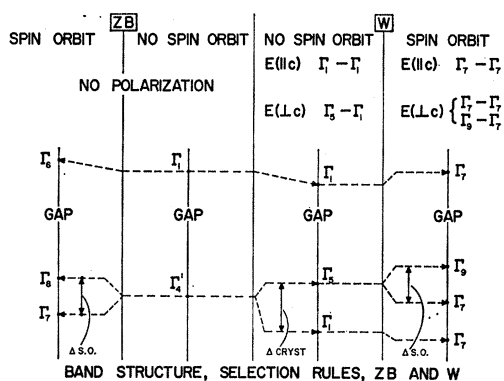 ZB W
SPIN ORBIT NO SPIN ORBIT NO SPIN ORBIT SPIN ORBIT
E(∥c) Γ₁ – Γ₁ E(∥c) Γ₇ – Γ₇
NO POLARIZATION
E(⊥c) Γ₅ – Γ₁ E(⊥c) { Γ₇ – Γ₇
Γ₉ – Γ₇
Γ₆ Γ₁ Γ₁ Γ₇
GAP GAP GAP GAP
Γ₈ Γ₄' Γ₅ Γ₉
Γ₇ Γ₁ Γ₇
Γ₇
Δ S.O. Δ CRYST Δ S.O.
BAND STRUCTURE, SELECTION RULES, ZB AND W